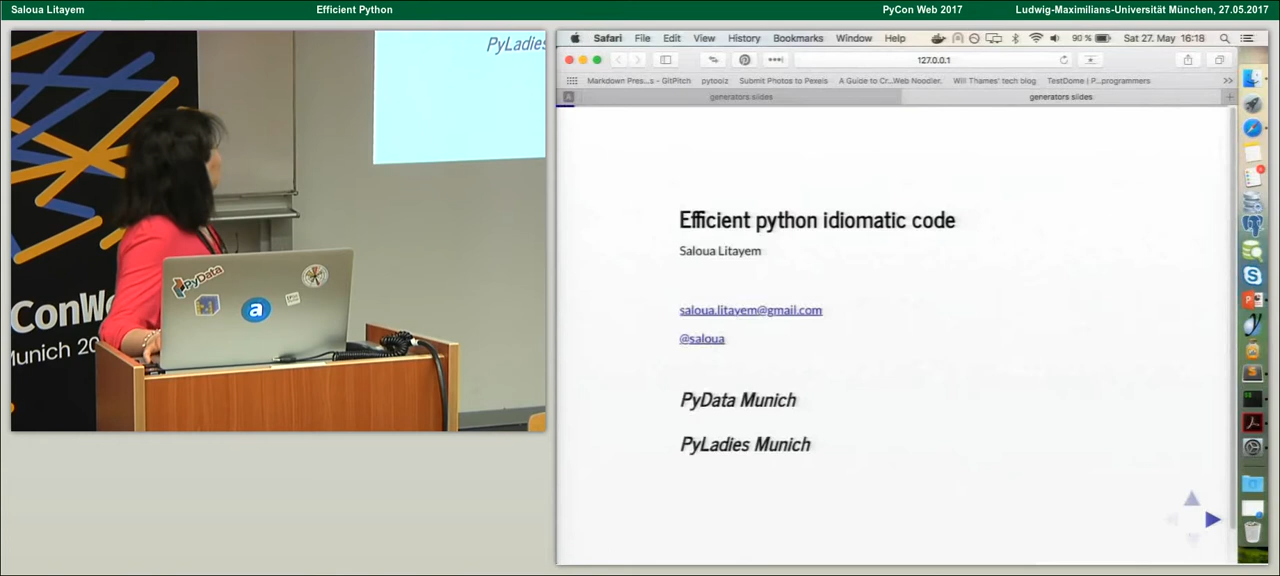 Saloua Litayem
Efficient Python
PyCon Web 2017
Ludwig-Maximilians-Universität München, 27.05.2017
PyLadies
PyData
a
ConWe
Munich 20
Safari File Edit View History Bookmarks Window Help
90 % Sat 27. May 16:18
127.0.0.1
Markdown Pres...s - GitPitch pytoolz Submit Photos to Pexels A Guide to Cr...Web Noodler. Will Thames' tech blog TestDome | P...programmers
generators slides
generators slides
Efficient python idiomatic code
Saloua Litayem
saloua.litayem@gmail.com
@saloua
PyData Munich
PyLadies Munich